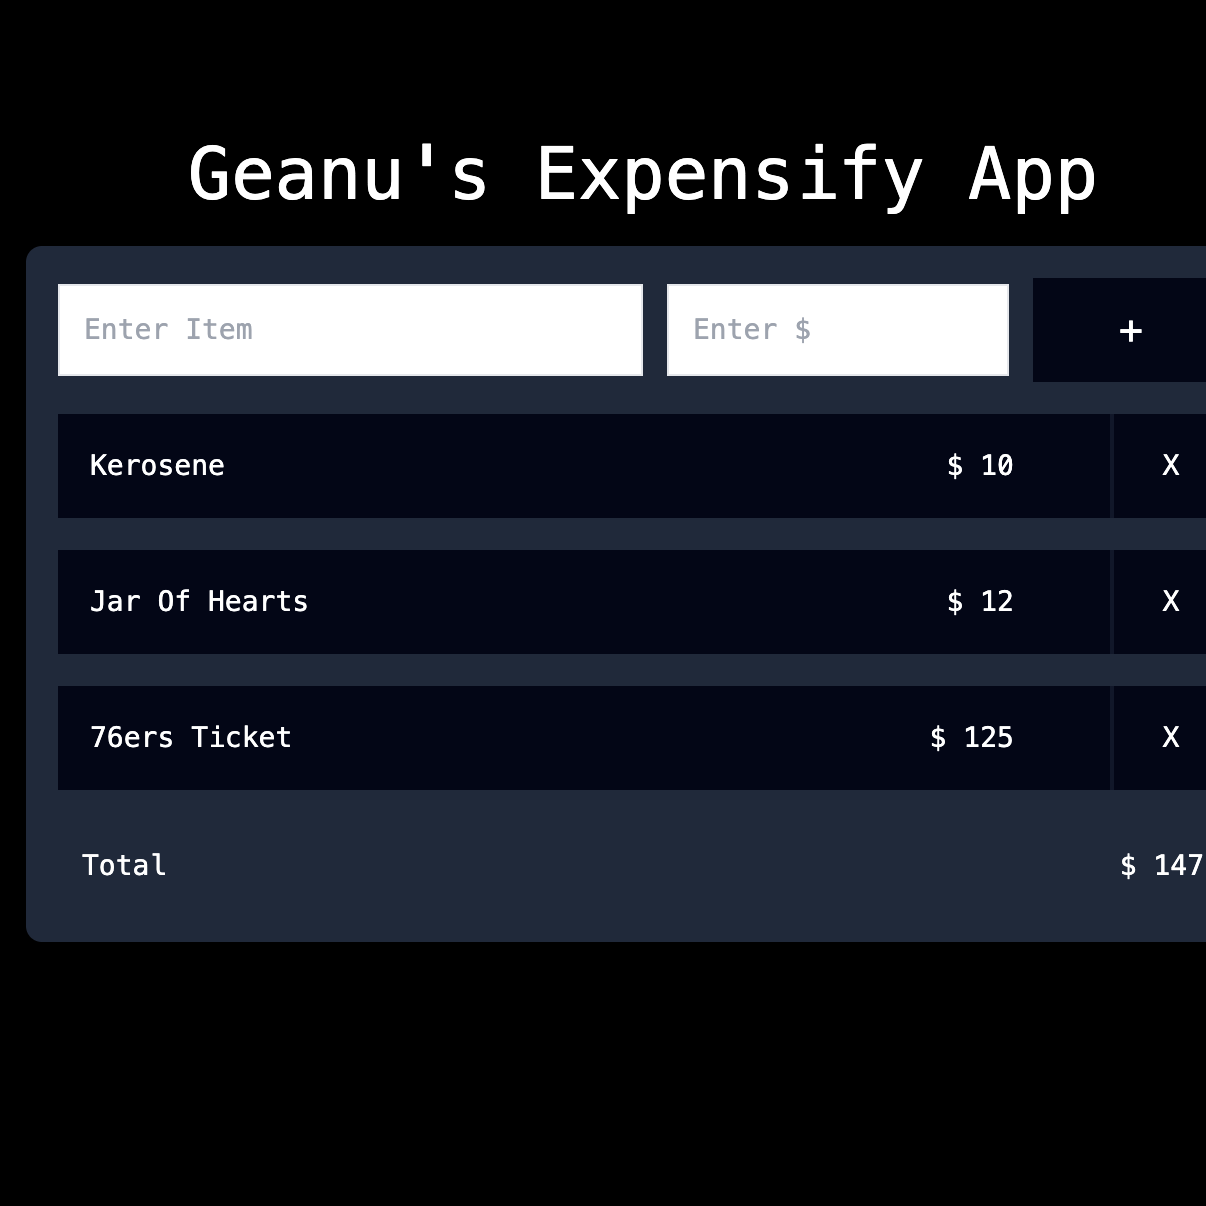 Geanu's Expensify App
Enter Item Enter $ +
Kerosene $ 10 X
Jar Of Hearts $ 12 X
76ers Ticket $ 125 X
Total $ 147